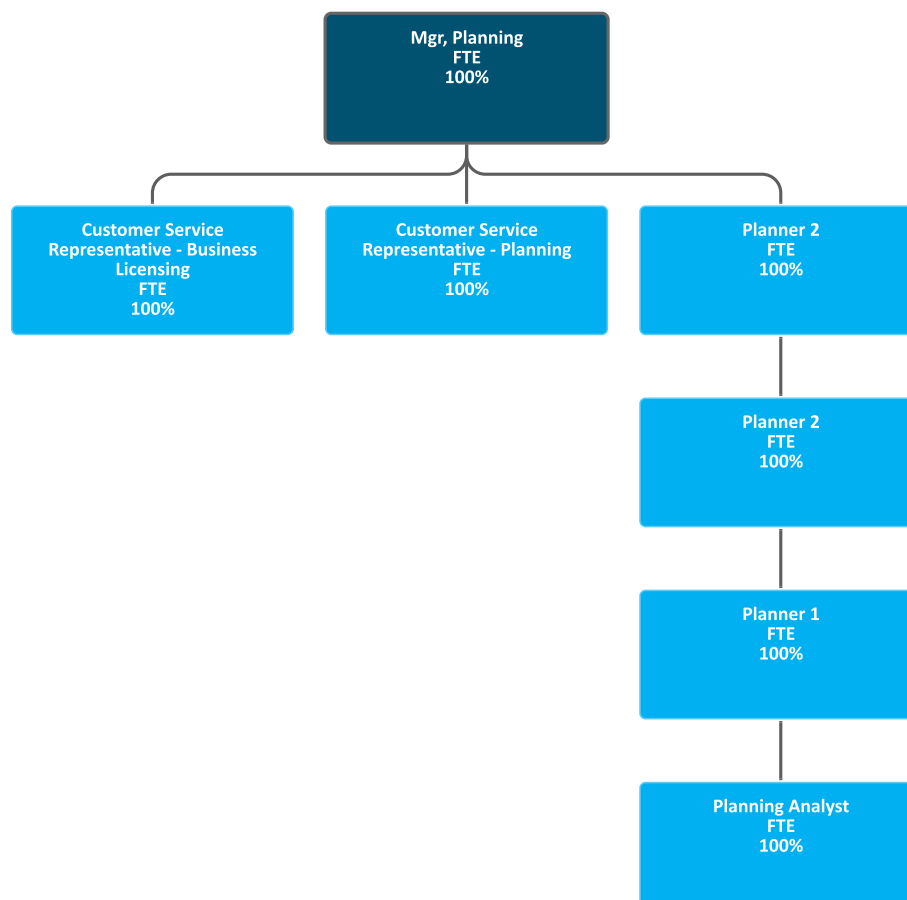 Mgr, Planning
FTE
100%
Customer Service
Representative - Business
Licensing
FTE
100%
Customer Service
Representative - Planning
FTE
100%
Planner 2
FTE
100%
Planner 2
FTE
100%
Planner 1
FTE
100%
Planning Analyst
FTE
100%